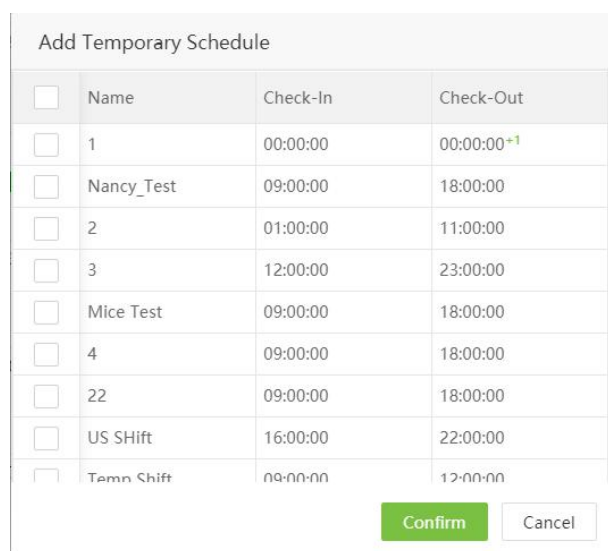 Add Temporary Schedule
Name Check-In Check-Out
1 00:00:00 00:00:00+1
Nancy_Test 09:00:00 18:00:00
2 01:00:00 11:00:00
3 12:00:00 23:00:00
Mice Test 09:00:00 18:00:00
4 09:00:00 18:00:00
22 09:00:00 18:00:00
US SHift 16:00:00 22:00:00
Temp Shift 09:00:00 12:00:00
Confirm Cancel